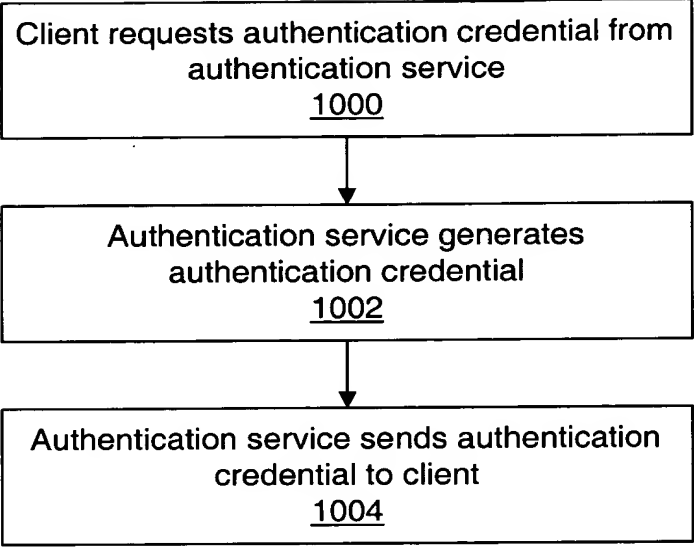 Client requests authentication credential from
authentication service
1000
Authentication service generates
authentication credential
1002
Authentication service sends authentication
credential to client
1004